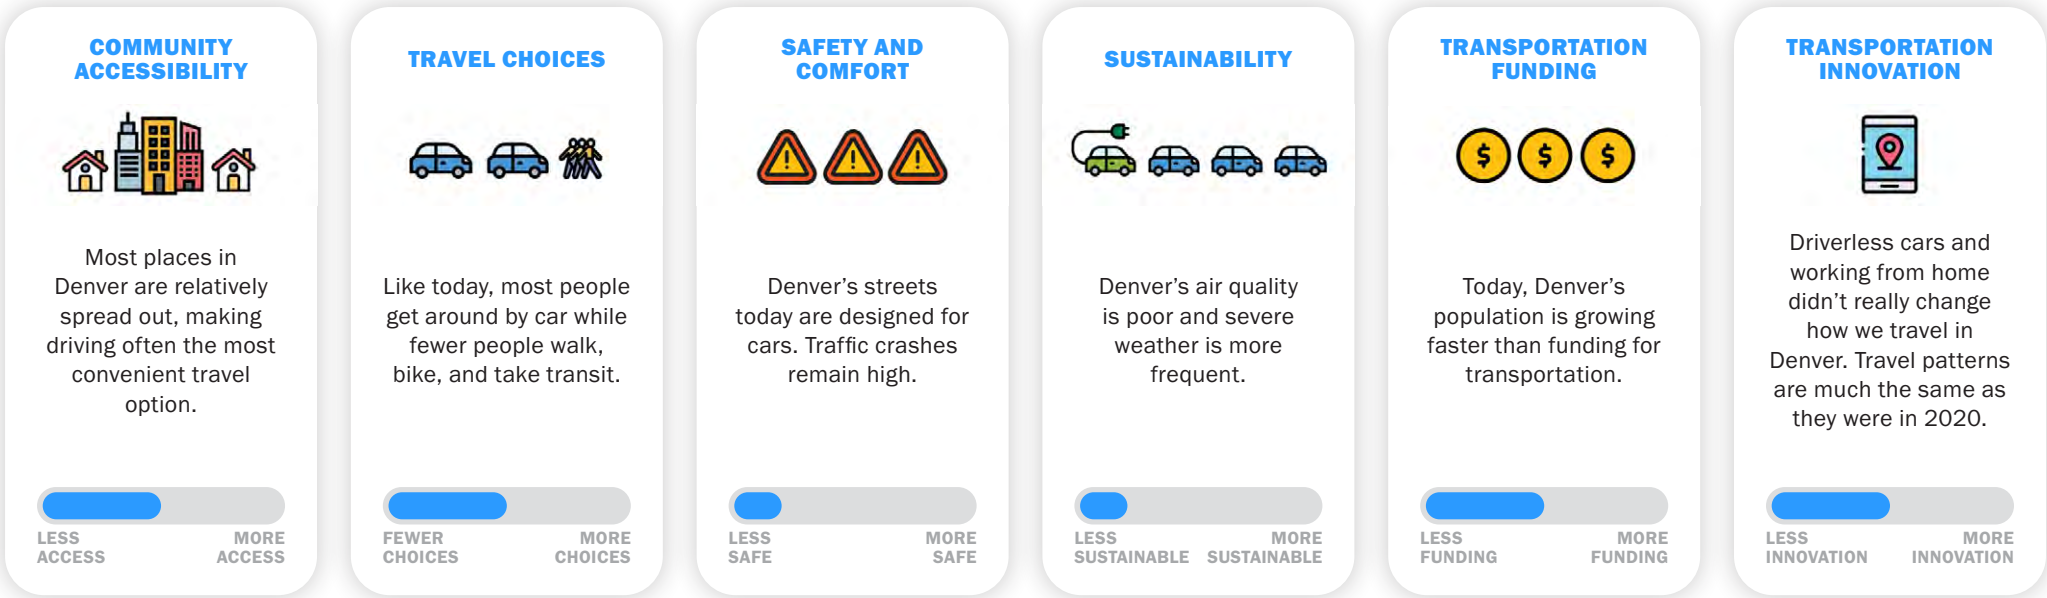 COMMUNITY
ACCESSIBILITY
Most places in
Denver are relatively
spread out, making
driving often the most
convenient travel
option.
LESS
ACCESS
MORE
ACCESS
TRAVEL CHOICES
Like today, most people
get around by car while
fewer people walk,
bike, and take transit.
FEWER
CHOICES
MORE
CHOICES
SAFETY AND
COMFORT
Denver’s streets
today are designed for
cars. Traffic crashes
remain high.
LESS
SAFE
MORE
SAFE
SUSTAINABILITY
Denver’s air quality
is poor and severe
weather is more
frequent.
LESS
SUSTAINABLE
MORE
SUSTAINABLE
TRANSPORTATION
FUNDING
$ $ $
Today, Denver’s
population is growing
faster than funding for
transportation.
LESS
FUNDING
MORE
FUNDING
TRANSPORTATION
INNOVATION
Driverless cars and
working from home
didn’t really change
how we travel in
Denver. Travel patterns
are much the same as
they were in 2020.
LESS
INNOVATION
MORE
INNOVATION